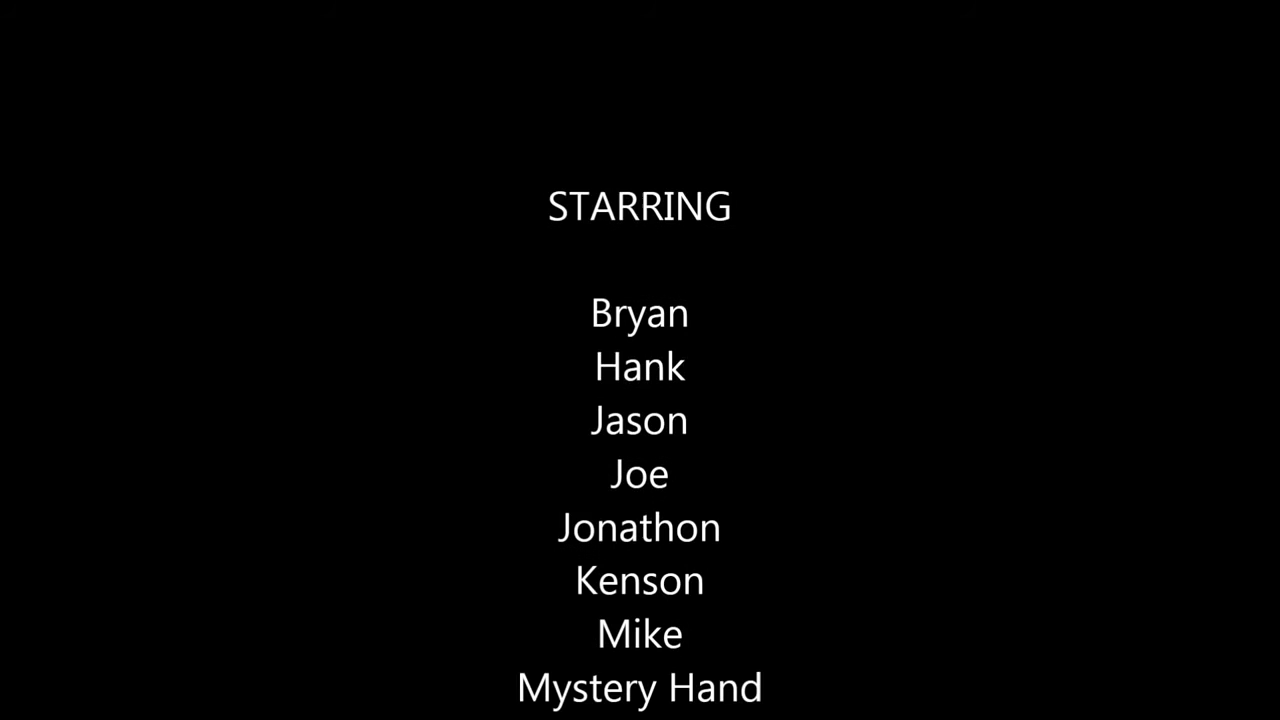 STARRING
Bryan
Hank
Jason
Joe
Jonathon
Kenson
Mike
Mystery Hand